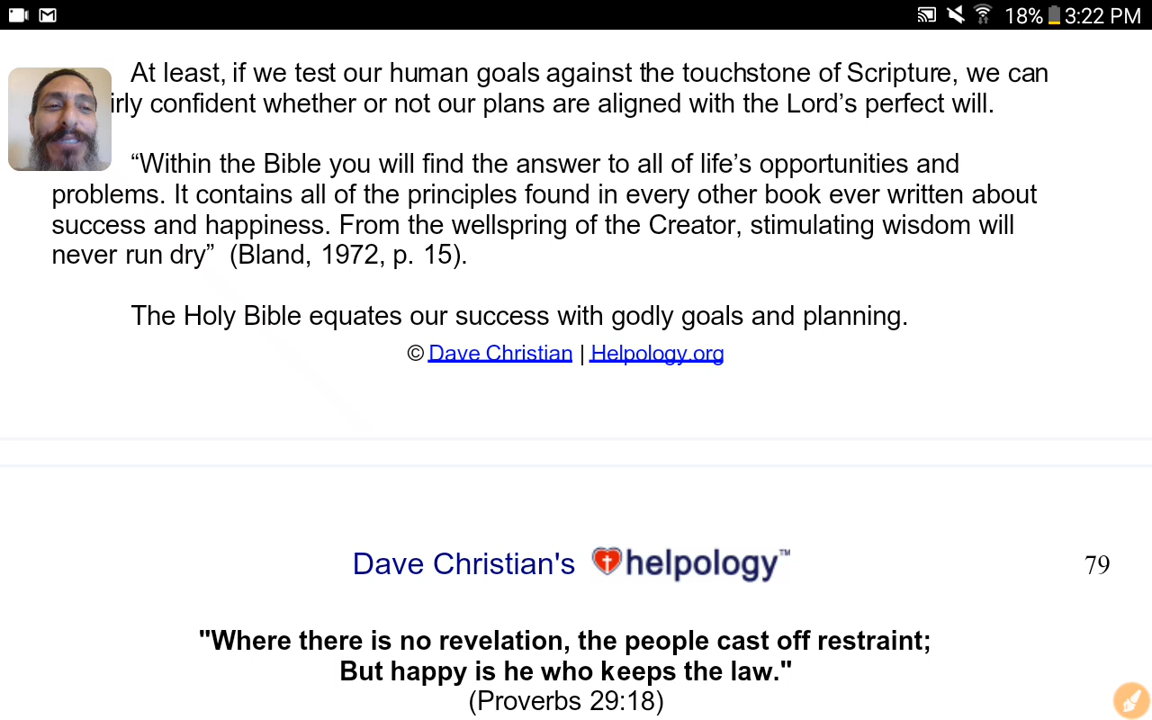 18% 3:22 PM
At least, if we test our human goals against the touchstone of Scripture, we can
irly confident whether or not our plans are aligned with the Lord’s perfect will.
“Within the Bible you will find the answer to all of life’s opportunities and
problems. It contains all of the principles found in every other book ever written about
success and happiness. From the wellspring of the Creator, stimulating wisdom will
never run dry” (Bland, 1972, p. 15).
The Holy Bible equates our success with godly goals and planning.
© Dave Christian | Helpology.org
Dave Christian's helpology™ 79
"Where there is no revelation, the people cast off restraint;
But happy is he who keeps the law."
(Proverbs 29:18)